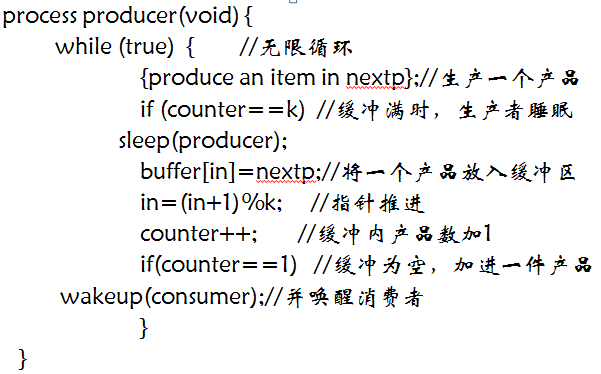 process producer(void) {
while (true) { //无限循环
{produce an item in nextp};//生产一个产品
if (counter==k) //缓冲满时，生产者睡眠
sleep(producer);
buffer[in]=nextp;//将一个产品放入缓冲区
in=(in+1)%k; //指针推进
counter++; //缓冲内产品数加1
if(counter==1) //缓冲为空，加进一件产品
wakeup(consumer);//并唤醒消费者
}
}